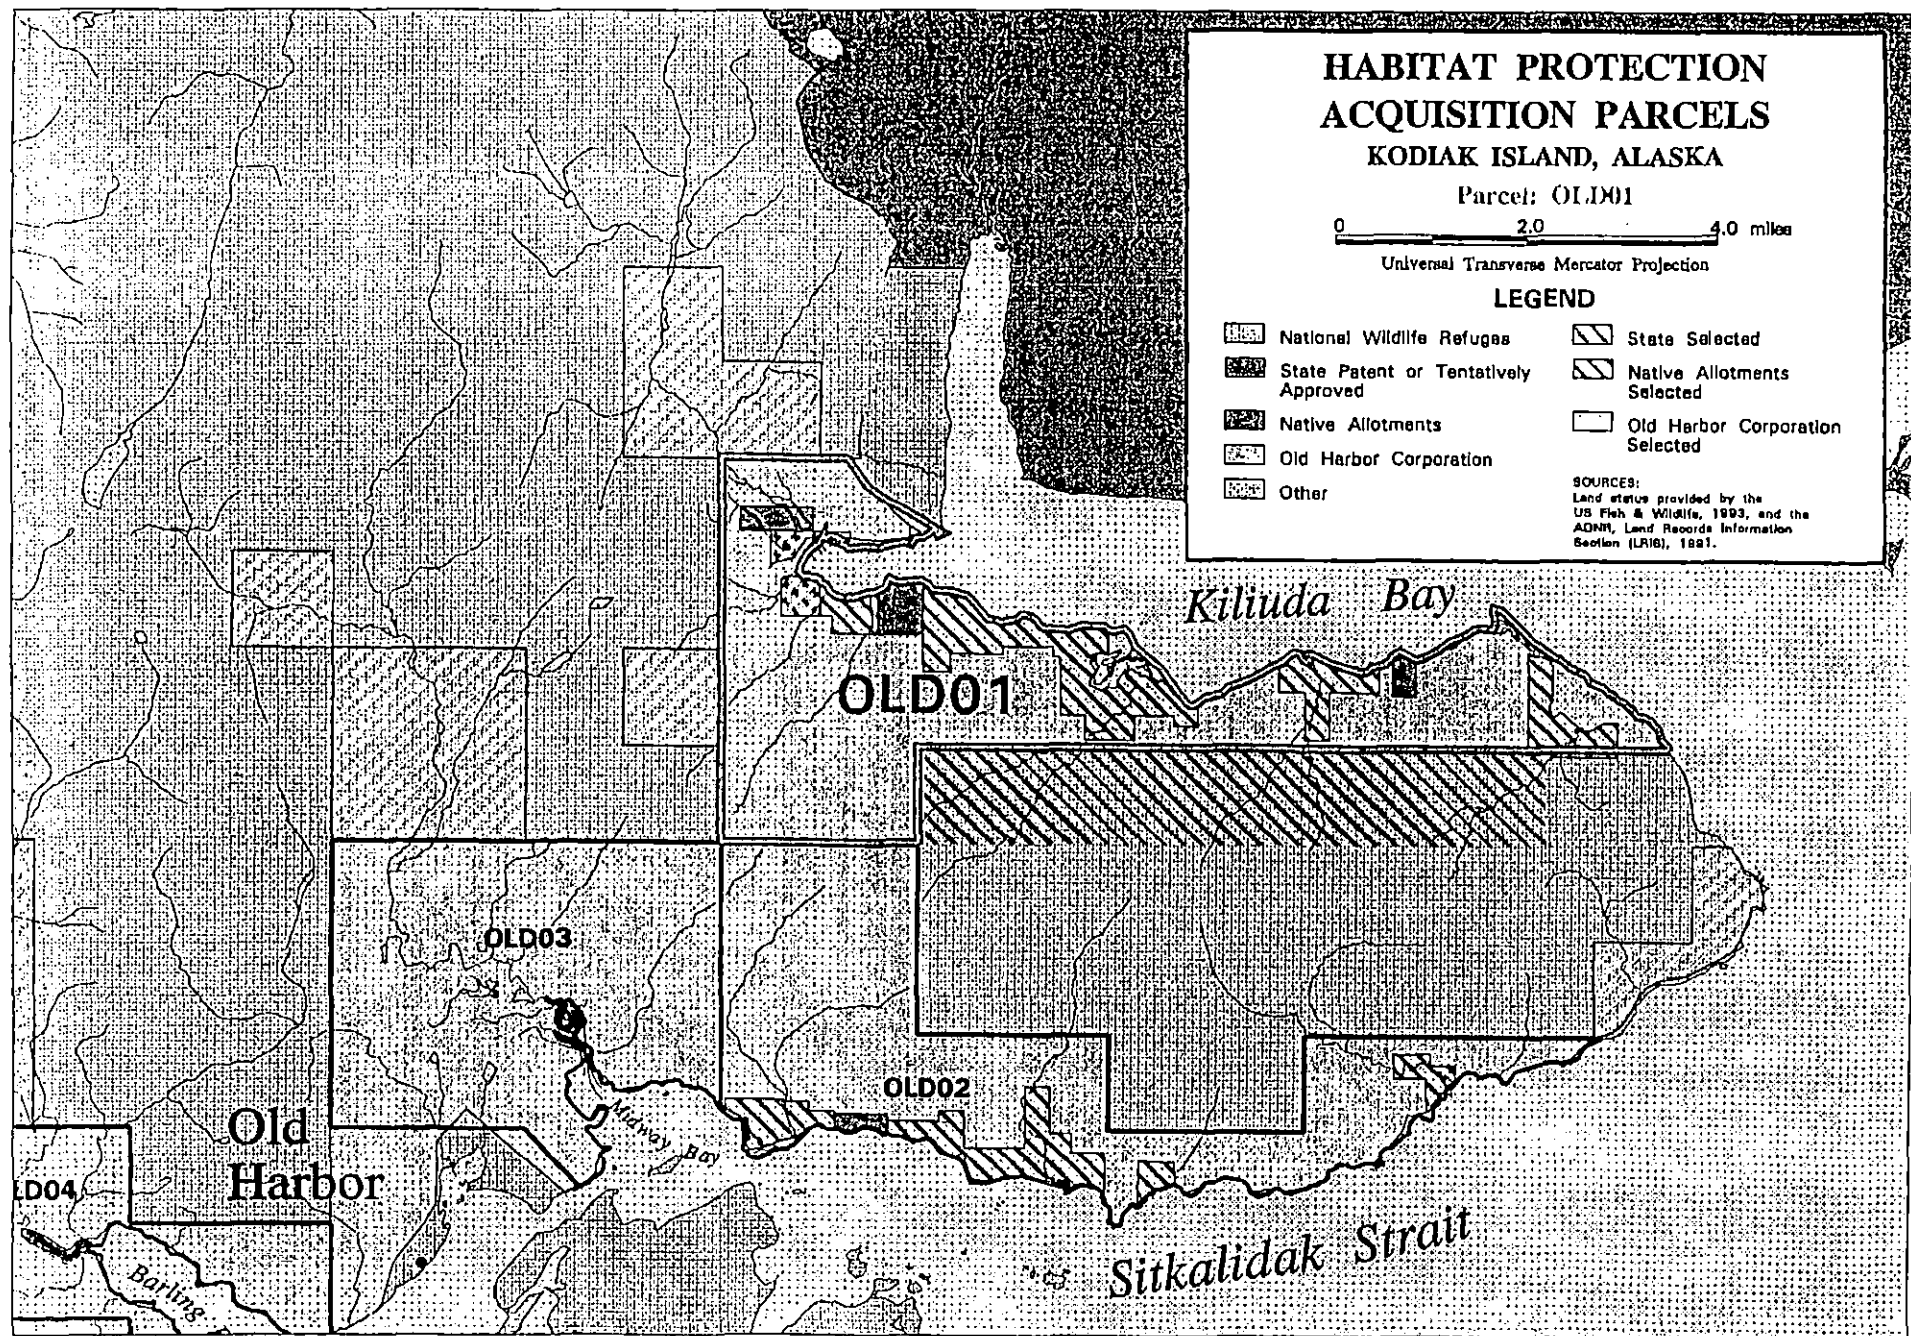 HABITAT PROTECTION
ACQUISITION PARCELS
KODIAK ISLAND, ALASKA
Parcel: OLD01
0 2.0 4.0 miles
Universal Transverse Mercator Projection
LEGEND
National Wildlife Refuges
State Patent or Tentatively
Approved
Native Allotments
Old Harbor Corporation
Other
State Selected
Native Allotments
Selected
Old Harbor Corporation
Selected
SOURCES:
Land status provided by the
US Fish & Wildlife, 1993, and the
ADNR, Land Records Information
Section (LRIS), 1991.
Kiliuda Bay
OLD01
OLD03
OLD02
Midway Bay
Old
Harbor
LD04
Barling
Sitkalidak Strait